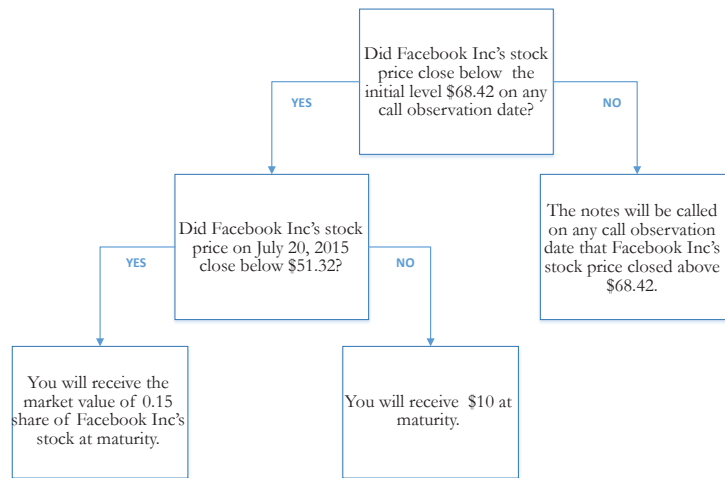 Did Facebook Inc's stock
price close below the
initial level $68.42 on any
call observation date?
YES
NO
Did Facebook Inc's stock
price on July 20, 2015
close below $51.32?
The notes will be called
on any call observation
date that Facebook Inc's
stock price closed above
$68.42.
YES
NO
You will receive the
market value of 0.15
share of Facebook Inc's
stock at maturity.
You will receive $10 at
maturity.